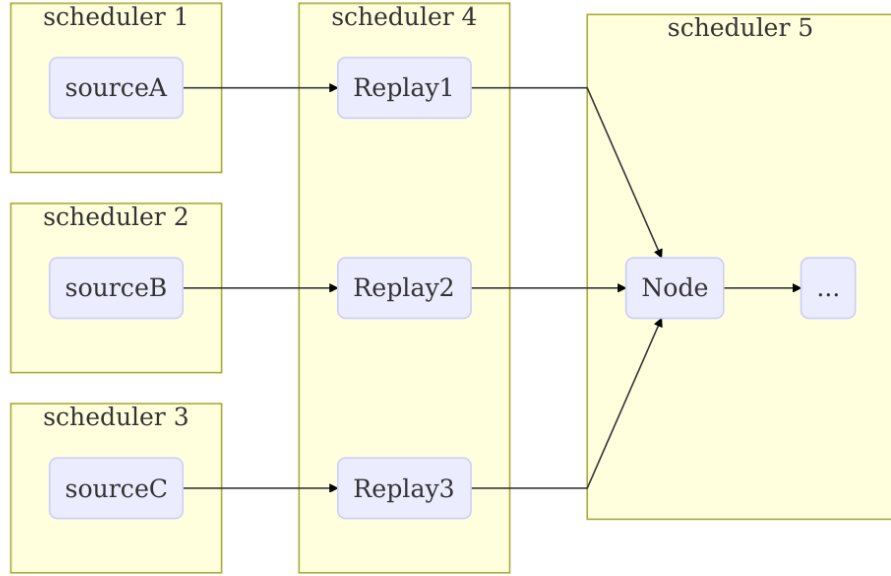 scheduler 1
sourceA
scheduler 2
sourceB
scheduler 3
sourceC
scheduler 4
Replay1
Replay2
Replay3
scheduler 5
Node
...